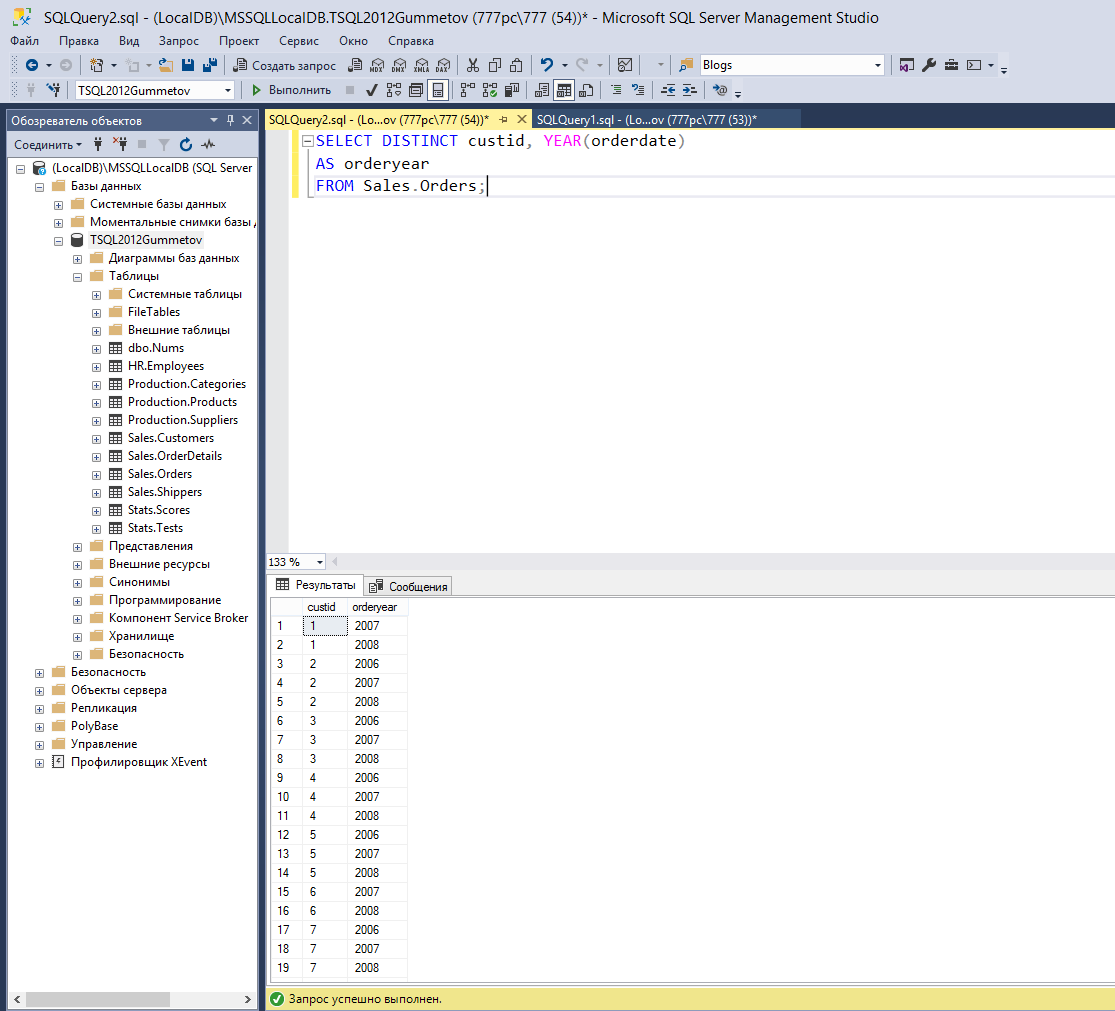 SQLQuery2.sql - (LocalDB)\MSSQLLocalDB.TSQL2012Gummetov (777pc\777 (54))* - Microsoft SQL Server Management Studio
Файл Правка Вид Запрос Проект Сервис Окно Справка
Создать запрос MDX DMX XMLA DAX Blogs
TSQL2012Gummetov Выполнить
Обозреватель объектов
Соединить
(LocalDB)\MSSQLLocalDB (SQL Server
Базы данных
Системные базы данных
Моментальные снимки базы
TSQL2012Gummetov
Диаграммы баз данных
Таблицы
Системные таблицы
FileTables
Внешние таблицы
dbo.Nums
HR.Employees
Production.Categories
Production.Products
Production.Suppliers
Sales.Customers
Sales.OrderDetails
Sales.Orders
Sales.Shippers
Stats.Scores
Stats.Tests
Представления
Внешние ресурсы
Синонимы
Программирование
Компонент Service Broker
Хранилище
Безопасность
Безопасность
Объекты сервера
Репликация
PolyBase
Управление
Профилировщик XEvent
SQLQuery2.sql - (Lo...ov (777pc\777 (54))* SQLQuery1.sql - (Lo...ov (777pc\777 (53))*
SELECT DISTINCT custid, YEAR(orderdate)
AS orderyear
FROM Sales.Orders;
133 %
Результаты Сообщения
custid orderyear
1 1 2007
2 1 2008
3 2 2006
4 2 2007
5 2 2008
6 3 2006
7 3 2007
8 3 2008
9 4 2006
10 4 2007
11 4 2008
12 5 2006
13 5 2007
14 5 2008
15 6 2007
16 6 2008
17 7 2006
18 7 2007
19 7 2008
Запрос успешно выполнен.